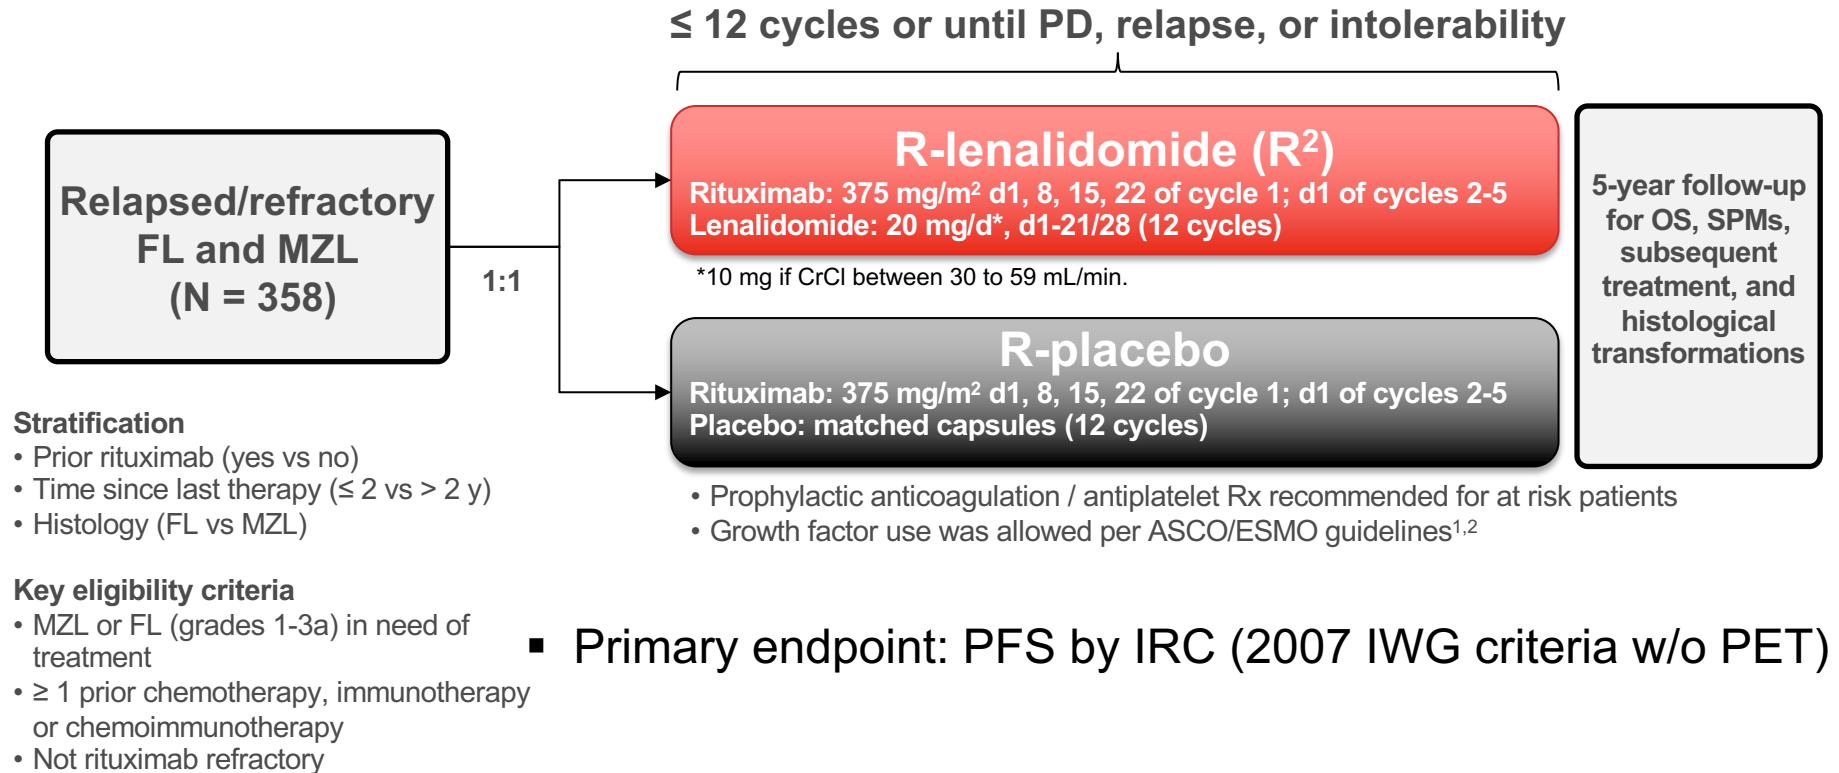 ≤ 12 cycles or until PD, relapse, or intolerability
Relapsed/refractory
FL and MZL
(N = 358)
1:1
R-lenalidomide (R²)
Rituximab: 375 mg/m² d1, 8, 15, 22 of cycle 1; d1 of cycles 2-5
Lenalidomide: 20 mg/d*, d1-21/28 (12 cycles)
*10 mg if CrCl between 30 to 59 mL/min.
R-placebo
Rituximab: 375 mg/m² d1, 8, 15, 22 of cycle 1; d1 of cycles 2-5
Placebo: matched capsules (12 cycles)
5-year follow-up
for OS, SPMs,
subsequent
treatment, and
histological
transformations
• Prophylactic anticoagulation / antiplatelet Rx recommended for at risk patients
• Growth factor use was allowed per ASCO/ESMO guidelines¹,²
Stratification
• Prior rituximab (yes vs no)
• Time since last therapy (≤ 2 vs > 2 y)
• Histology (FL vs MZL)
Key eligibility criteria
• MZL or FL (grades 1-3a) in need of
treatment
• ≥ 1 prior chemotherapy, immunotherapy
or chemoimmunotherapy
• Not rituximab refractory
▪ Primary endpoint: PFS by IRC (2007 IWG criteria w/o PET)